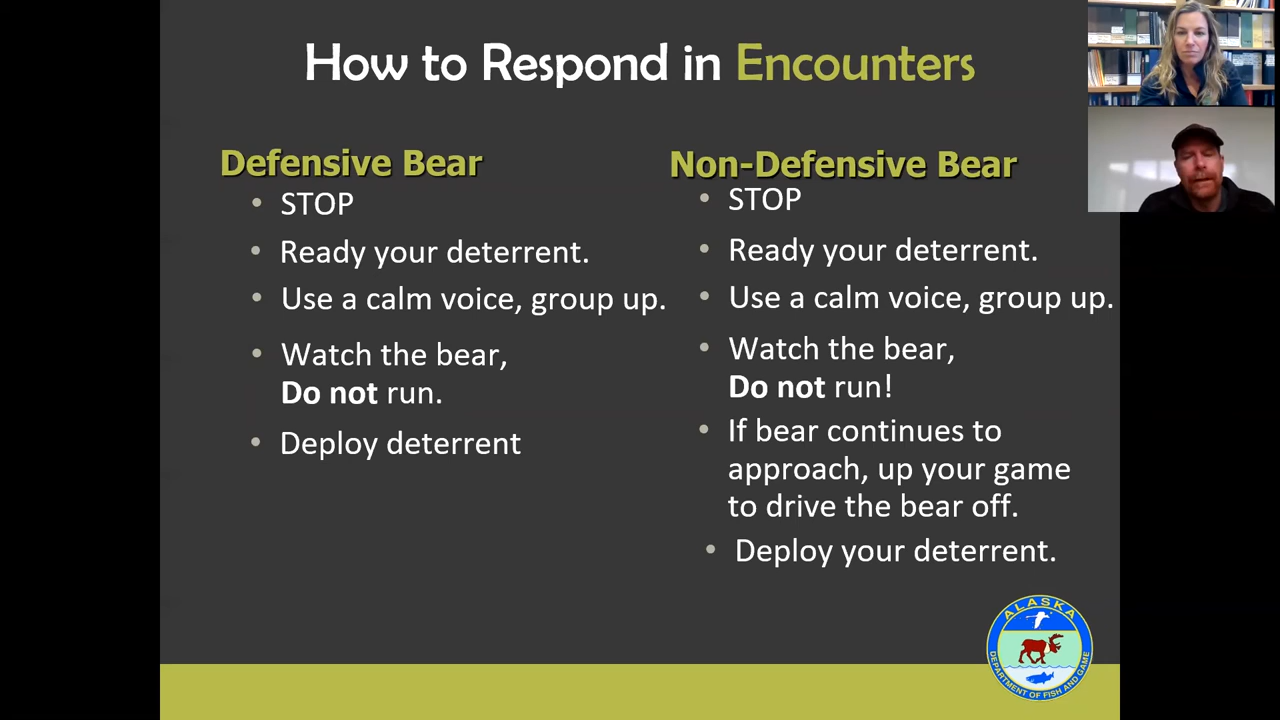 How to Respond in Encounters
Defensive Bear
• STOP
• Ready your deterrent.
• Use a calm voice, group up.
• Watch the bear,
Do not run.
• Deploy deterrent
Non-Defensive Bear
• STOP
• Ready your deterrent.
• Use a calm voice, group up.
• Watch the bear,
Do not run!
• If bear continues to
approach, up your game
to drive the bear off.
• Deploy your deterrent.
ALASKA
DEPARTMENT OF FISH AND GAME